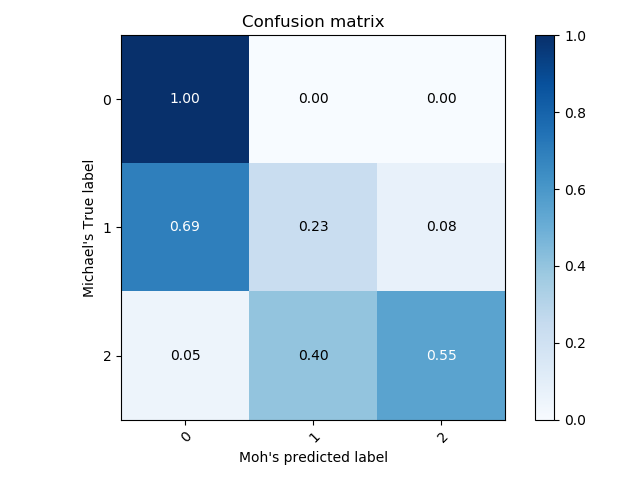 Confusion matrix
1.0
0 1.00 0.00 0.00
0.8
0.6
Michael's True label
1 0.69 0.23 0.08
0.4
0.2
2 0.05 0.40 0.55
0.0
0 1 2
Moh's predicted label